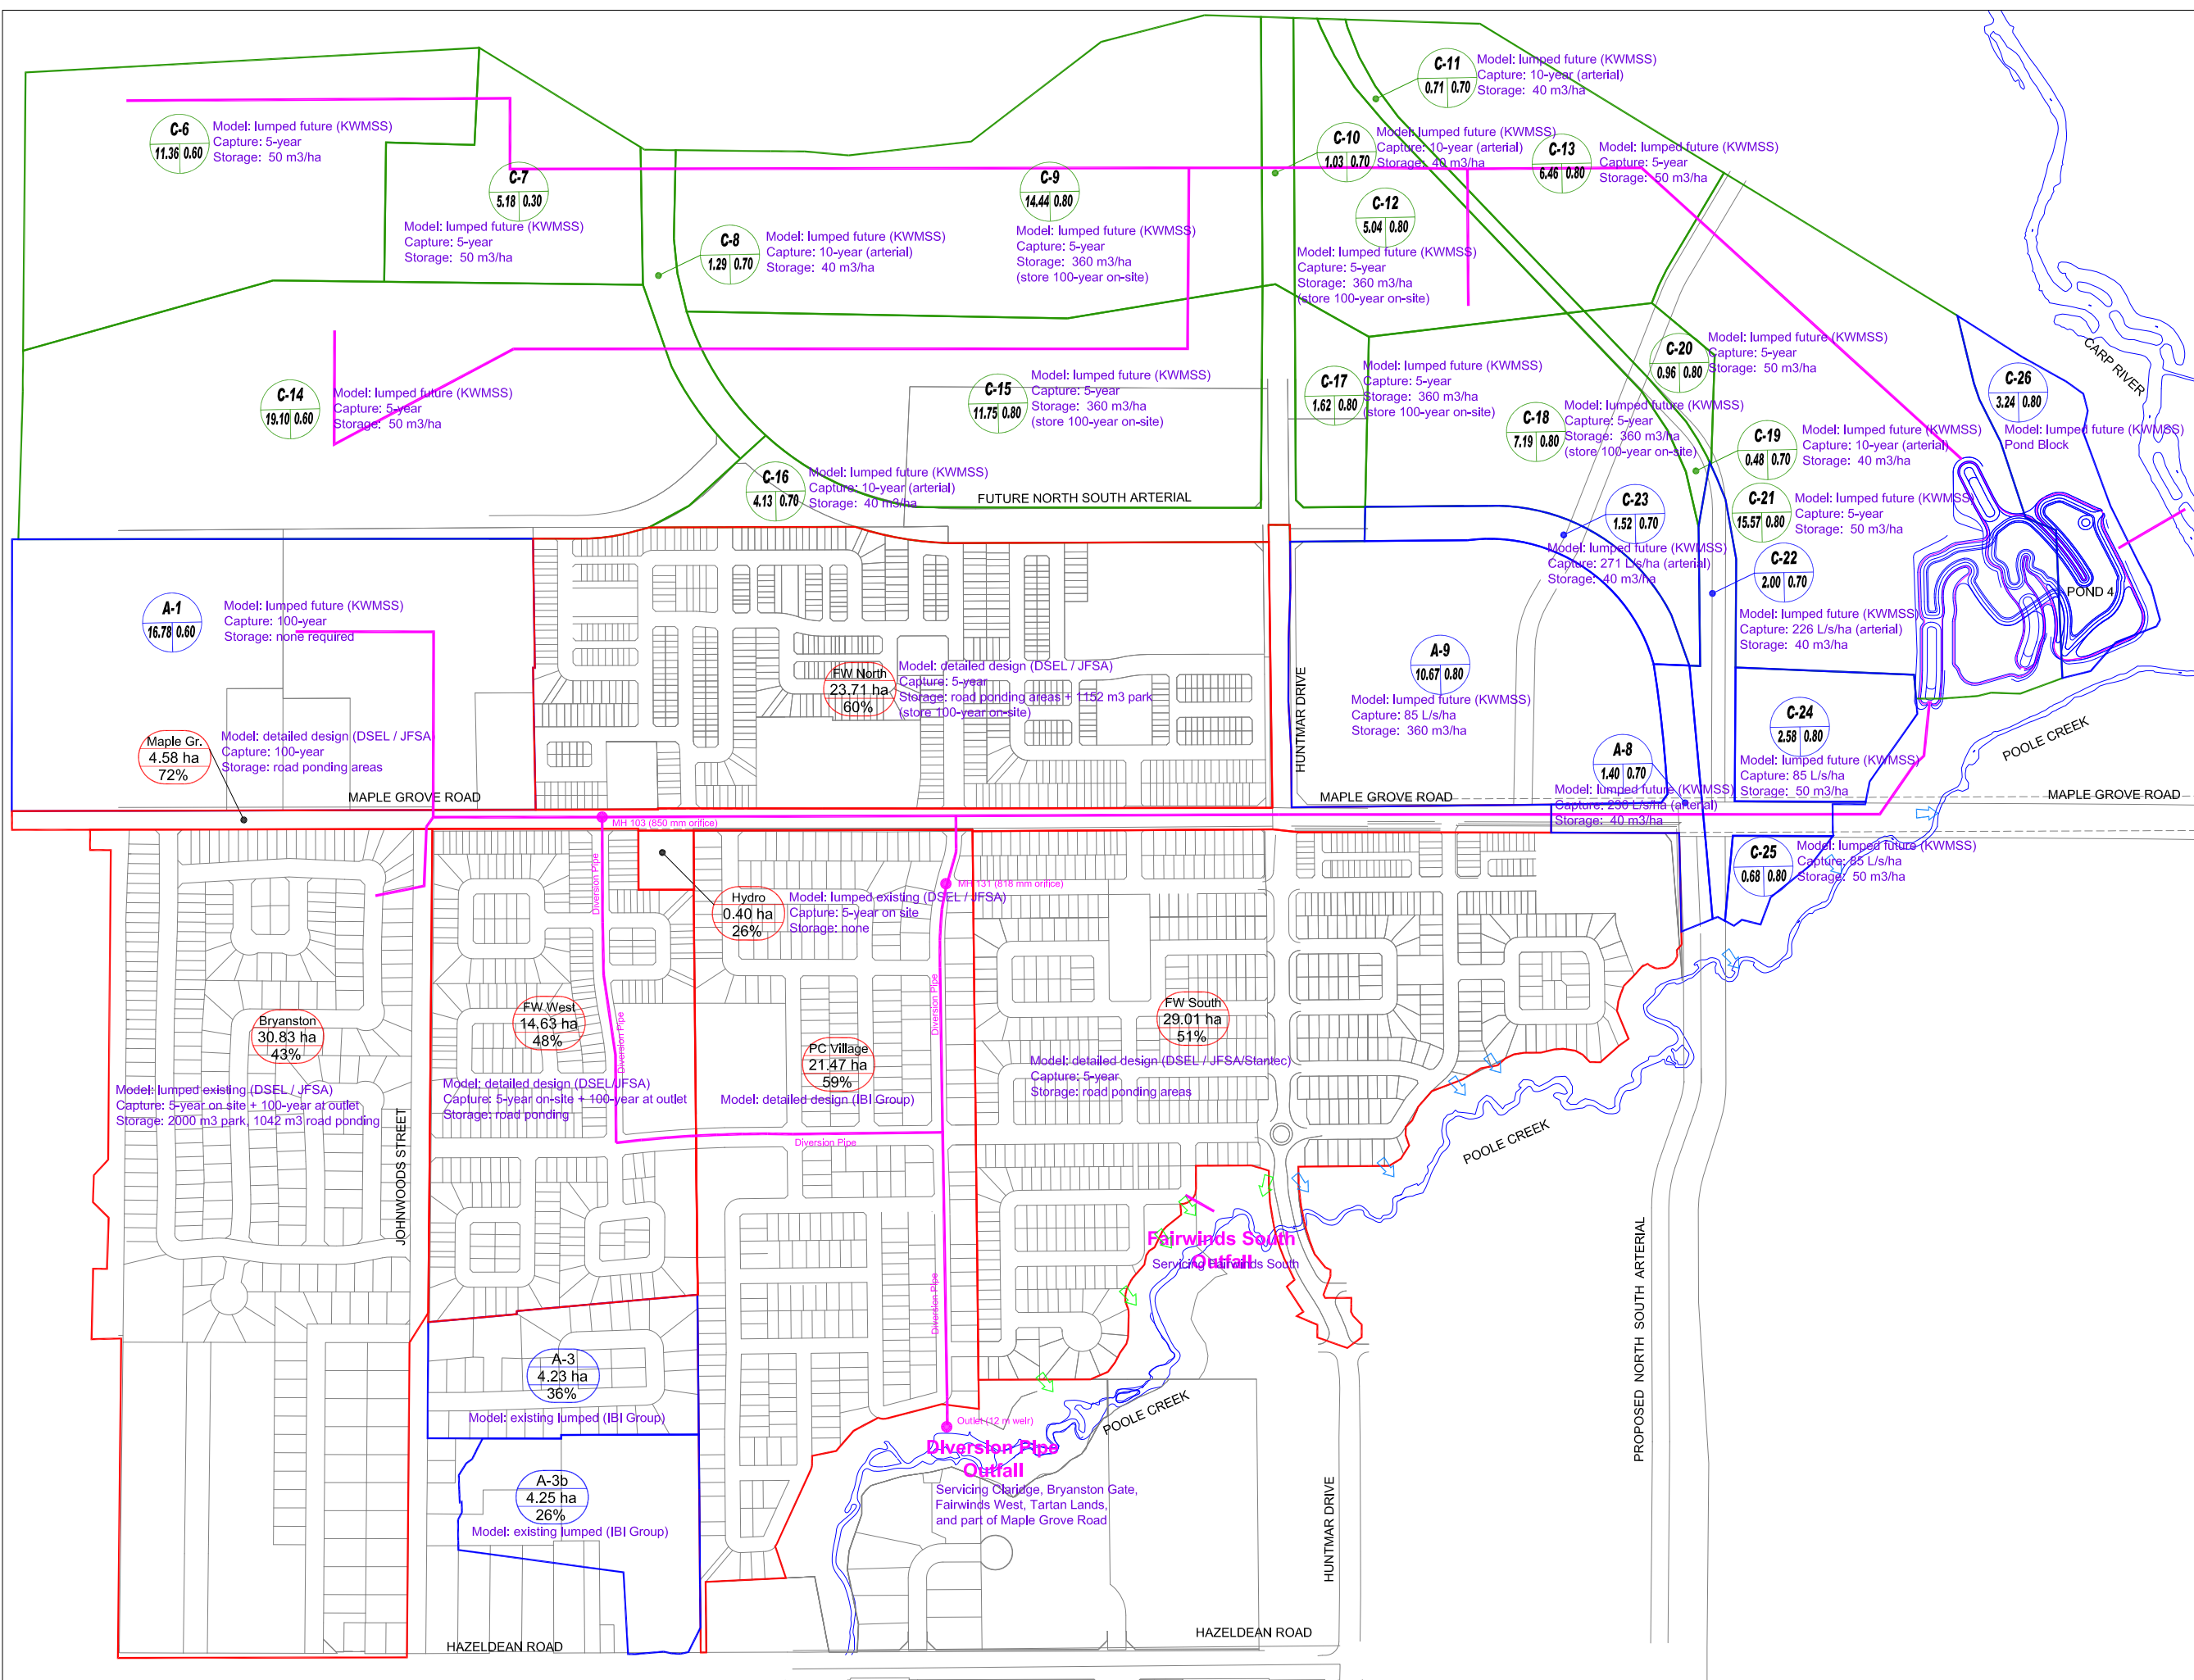 C-11
0.71 0.70
Model: lumped future (KWMSS)
Capture: 10-year (arterial)
Storage: 40 m3/ha
C-6
11.36 0.60
Model: lumped future (KWMSS)
Capture: 5-year
Storage: 50 m3/ha
C-10
1.03 0.70
Model: lumped future (KWMSS)
Capture: 10-year (arterial)
Storage: 40 m3/ha
C-13
6.46 0.80
Model: lumped future (KWMSS)
Capture: 5-year
Storage: 50 m3/ha
C-7
5.18 0.30
Model: lumped future (KWMSS)
Capture: 5-year
Storage: 50 m3/ha
C-9
14.44 0.80
Model: lumped future (KWMSS)
Capture: 5-year
Storage: 360 m3/ha
(store 100-year on-site)
C-12
5.04 0.80
Model: lumped future (KWMSS)
Capture: 5-year
Storage: 360 m3/ha
(store 100-year on-site)
C-8
1.29 0.70
Model: lumped future (KWMSS)
Capture: 10-year (arterial)
Storage: 40 m3/ha
C-20
0.96 0.80
Model: lumped future (KWMSS)
Capture: 5-year
Storage: 50 m3/ha
CARP RIVER
C-14
19.10 0.60
Model: lumped future (KWMSS)
Capture: 5-year
Storage: 50 m3/ha
C-15
11.75 0.80
Model: lumped future (KWMSS)
Capture: 5-year
Storage: 360 m3/ha
(store 100-year on-site)
C-17
1.62 0.80
Model: lumped future (KWMSS)
Capture: 5-year
Storage: 360 m3/ha
(store 100-year on-site)
C-26
3.24 0.80
Model: lumped future (KWMSS)
Pond Block
C-18
7.19 0.80
Model: lumped future (KWMSS)
Capture: 5-year
Storage: 360 m3/ha
(store 100-year on-site)
C-19
0.48 0.70
Model: lumped future (KWMSS)
Capture: 10-year (arterial)
Storage: 40 m3/ha
C-16
4.13 0.70
Model: lumped future (KWMSS)
Capture: 10-year (arterial)
Storage: 40 m3/ha
FUTURE NORTH SOUTH ARTERIAL
C-23
1.52 0.70
Model: lumped future (KWMSS)
Capture: 271 L/s/ha (arterial)
Storage: 40 m3/ha
C-21
15.57 0.80
Model: lumped future (KWMSS)
Capture: 5-year
Storage: 50 m3/ha
C-22
2.00 0.70
Model: lumped future (KWMSS)
Capture: 226 L/s/ha (arterial)
Storage: 40 m3/ha
POND 4
A-1
16.78 0.60
Model: lumped future (KWMSS)
Capture: 100-year
Storage: none required
FW North
23.71 ha
60%
Model: detailed design (DSEL / JFSA)
Capture: 5-year
Storage: road ponding areas + 1152 m3 park
(store 100-year on-site)
HUNTMAR DRIVE
A-9
10.67 0.80
Model: lumped future (KWMSS)
Capture: 85 L/s/ha
Storage: 360 m3/ha
Maple Gr.
4.58 ha
72%
Model: detailed design (DSEL / JFSA)
Capture: 100-year
Storage: road ponding areas
C-24
2.58 0.80
Model: lumped future (KWMSS)
Capture: 85 L/s/ha
Storage: 50 m3/ha
POOLE CREEK
A-8
1.40 0.70
Model: lumped future (KWMSS)
Capture: L/s/ha (arterial)
Storage: 40 m3/ha
MAPLE GROVE ROAD
MAPLE GROVE ROAD
MAPLE GROVE ROAD
MH 103 (850 mm orifice)
C-25
0.68 0.80
Model: lumped future (KWMSS)
Capture: 85 L/s/ha
Storage: 50 m3/ha
Diversion Pipe
MH 131 (818 mm orifice)
Hydro
0.40 ha
26%
Model: lumped existing (DSEL / JFSA)
Capture: 5-year on site
Storage: none
Bryanston
30.83 ha
43%
Model: lumped existing (DSEL / JFSA)
Capture: 5-year on site + 100-year at outlet
Storage: 2000 m3 park, 1042 m3 road ponding
FW West
14.63 ha
48%
Model: detailed design (DSEL/JFSA)
Capture: 5-year on-site + 100-year at outlet
Storage: road ponding
Diversion Pipe
PC Village
21.47 ha
59%
Model: detailed design (IBI Group)
Diversion Pipe
FW South
29.01 ha
51%
Model: detailed design (DSEL / JFSA/Stantec)
Capture: 5-year
Storage: road ponding areas
JOHNWOODS STREET
Diversion Pipe
POOLE CREEK
Fairwinds South
Outfall
Servicing Fairwinds South
Diversion Pipe
PROPOSED NORTH SOUTH ARTERIAL
A-3
4.23 ha
36%
Model: existing lumped (IBI Group)
POOLE CREEK
Outlet (12 m weir)
Diversion Pipe
Outfall
Servicing Claridge, Bryanston Gate,
Fairwinds West, Tartan Lands,
and part of Maple Grove Road
A-3b
4.25 ha
26%
Model: existing lumped (IBI Group)
HUNTMAR DRIVE
HAZELDEAN ROAD
HAZELDEAN ROAD